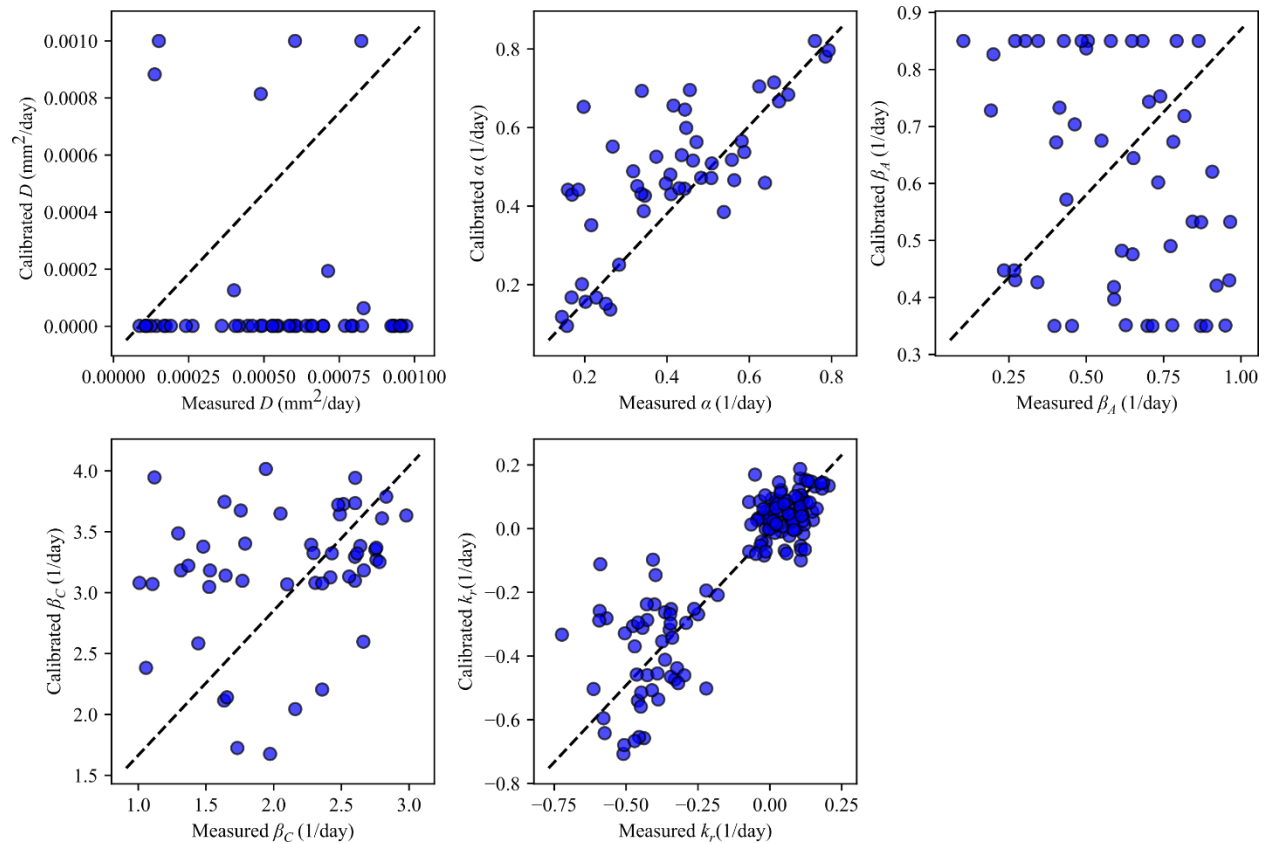 0.0010
0.0008
0.0006
0.0004
0.0002
0.0000
Calibrated D (mm²/day)
0.00000 0.00025 0.00050 0.00075 0.00100
Measured D (mm²/day)
0.8
0.6
0.4
0.2
Calibrated α (1/day)
0.2 0.4 0.6 0.8
Measured α (1/day)
0.9
0.8
0.7
0.6
0.5
0.4
0.3
Calibrated β_A (1/day)
0.25 0.50 0.75 1.00
Measured β_A (1/day)
4.0
3.5
3.0
2.5
2.0
1.5
Calibrated β_C (1/day)
1.0 1.5 2.0 2.5 3.0
Measured β_C (1/day)
0.2
0.0
−0.2
−0.4
−0.6
−0.8
Calibrated k_r(1/day)
−0.75 −0.50 −0.25 0.00 0.25
Measured k_r(1/day)